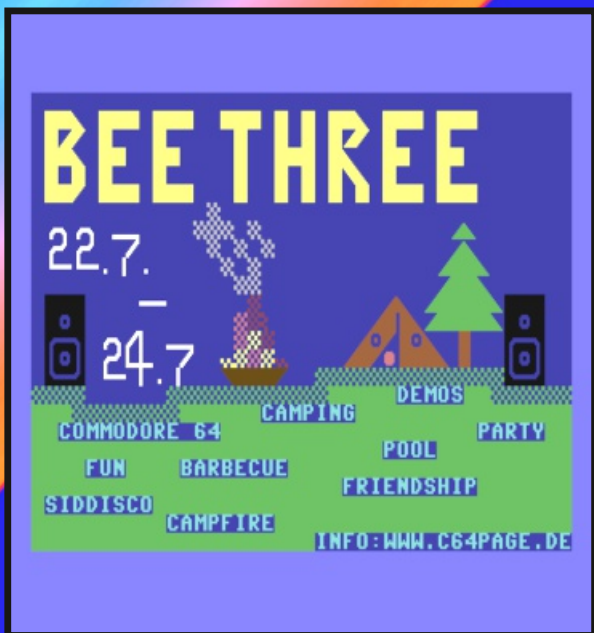 BEE THREE
22.7.
–
24.7
DEMOS
CAMPING
COMMODORE 64
PARTY
POOL
FUN
BARBECUE
FRIENDSHIP
SIDDISCO
CAMPFIRE
INFO:WWW.C64PAGE.DE